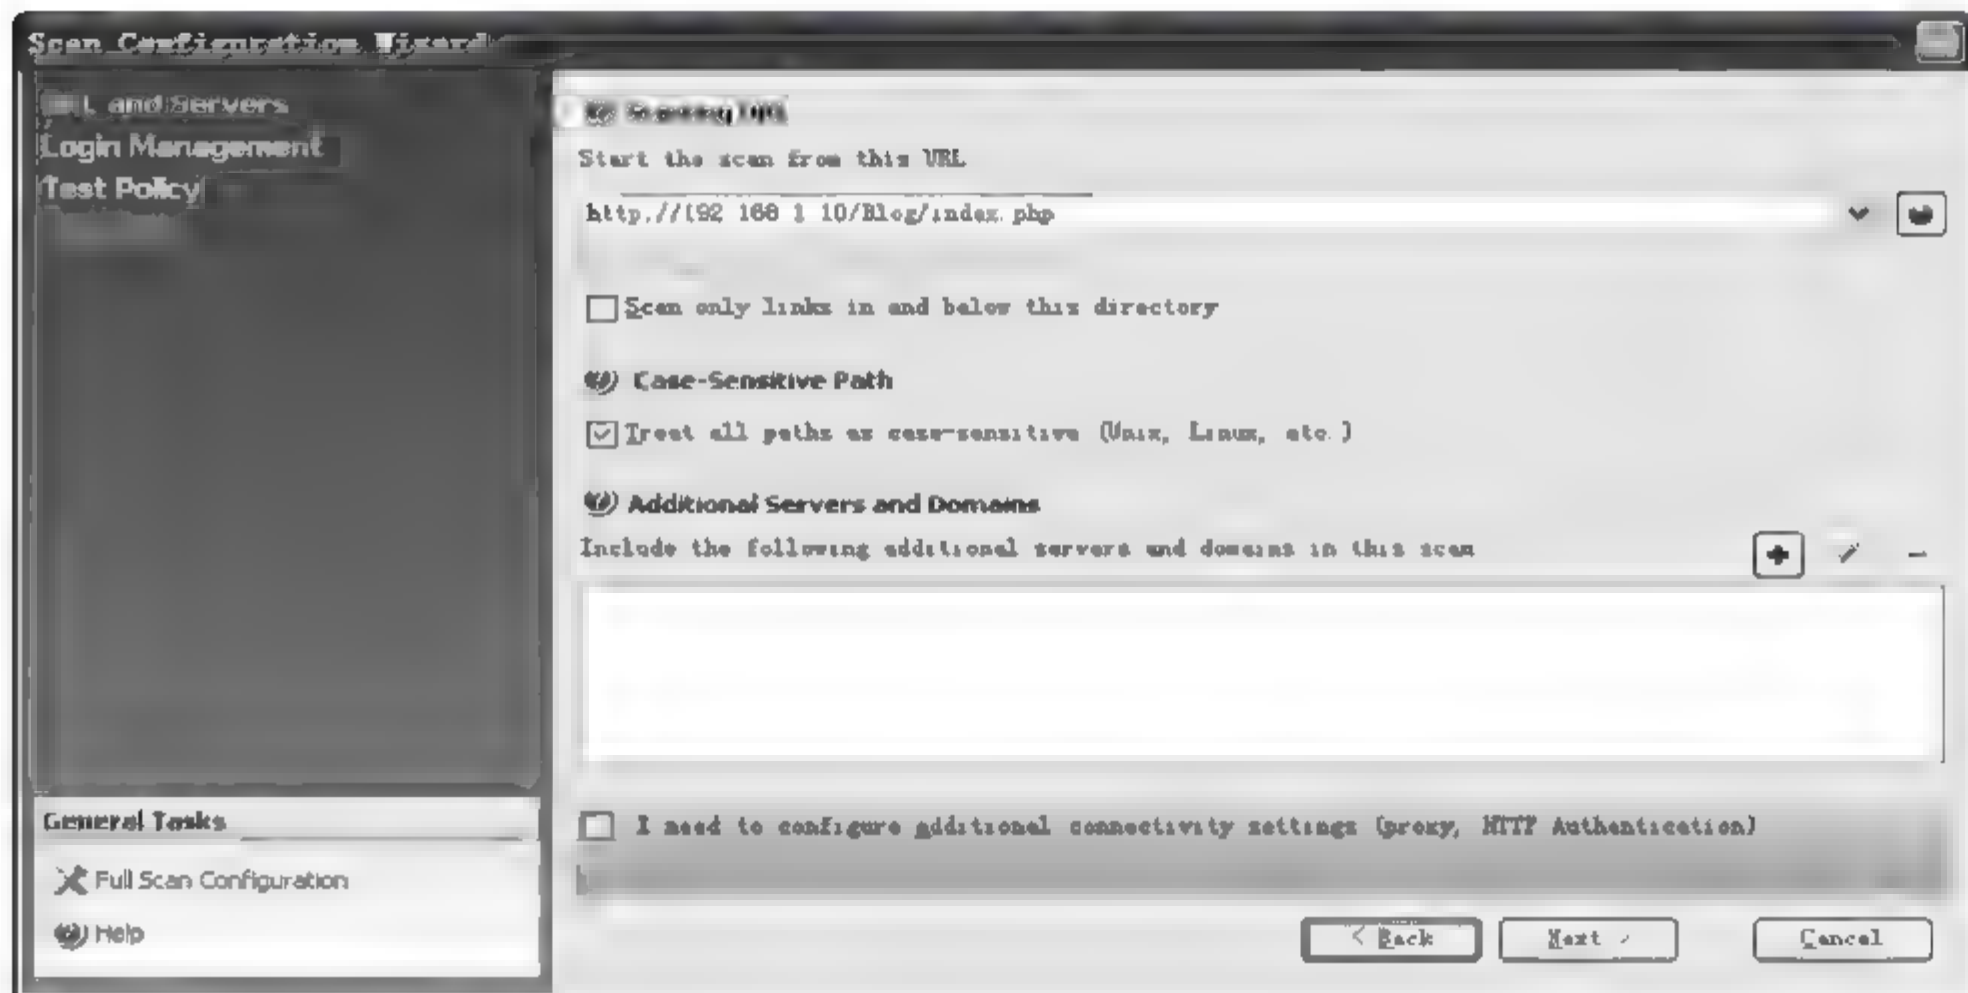 Scan Configuration Wizard
URL and Servers
Login Management
Test Policy
Starting URL
Start the scan from this URL
http://192 168 1 10/Blog/index.php
Scan only links in and below this directory
Case-Sensitive Path
Treat all paths as case-sensitive (Unix, Linux, etc.)
Additional Servers and Domains
Include the following additional servers and domains in this scan
General Tasks
I need to configure additional connectivity settings (proxy, HTTP Authentication)
Full Scan Configuration
Help
< Back
Next >
Cancel